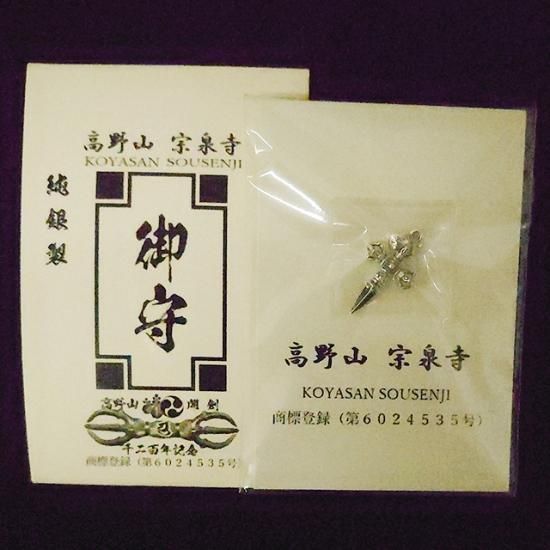 高野山 宗泉寺
KOYASAN SOUSENJI
純銀製
御守
高野山 開創
千二百年記念
商標登録（第6024535号）
高野山 宗泉寺
KOYASAN SOUSENJI
商標登録（第6024535号）